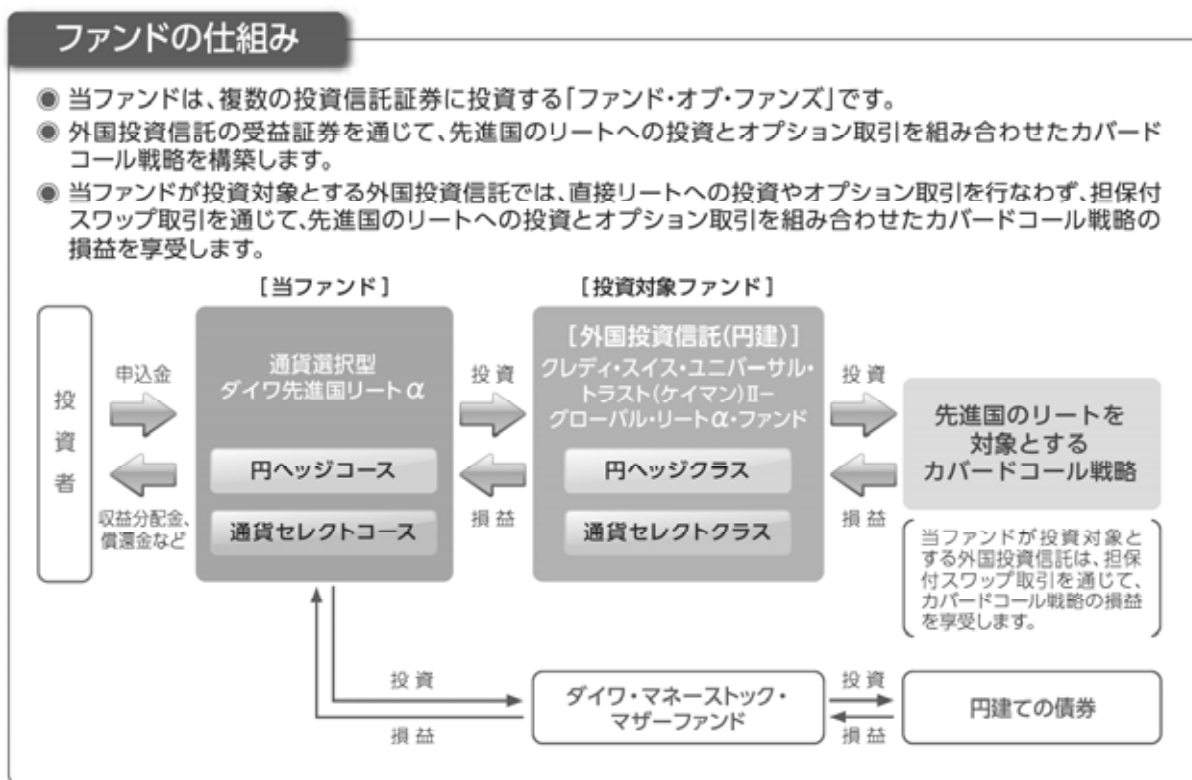 ファンドの仕組み
◉ 当ファンドは、複数の投資信託証券に投資する「ファンド・オブ・ファンズ」です。
◉ 外国投資信託の受益証券を通じて、先進国のリートへの投資とオプション取引を組み合わせたカバード
コール戦略を構築します。
◉ 当ファンドが投資対象とする外国投資信託では、直接リートへの投資やオプション取引を行なわず、担保付
スワップ取引を通じて、先進国のリートへの投資とオプション取引を組み合わせたカバードコール戦略の
損益を享受します。
[当ファンド]
[投資対象ファンド]
投資者
申込金
収益分配金、
償還金など
通貨選択型
ダイワ先進国リートα
円ヘッジコース
通貨セレクトコース
投資
損益
[外国投資信託(円建)]
クレディ・スイス・ユニバーサル・
トラスト(ケイマン)Ⅱ−
グローバル・リートα・ファンド
円ヘッジクラス
通貨セレクトクラス
投資
損益
先進国のリートを
対象とする
カバードコール戦略
当ファンドが投資対象と
する外国投資信託は、担保
付スワップ取引を通じて、
カバードコール戦略の損益
を享受します。
投資
損益
ダイワ・マネーストック・
マザーファンド
投資
損益
円建ての債券